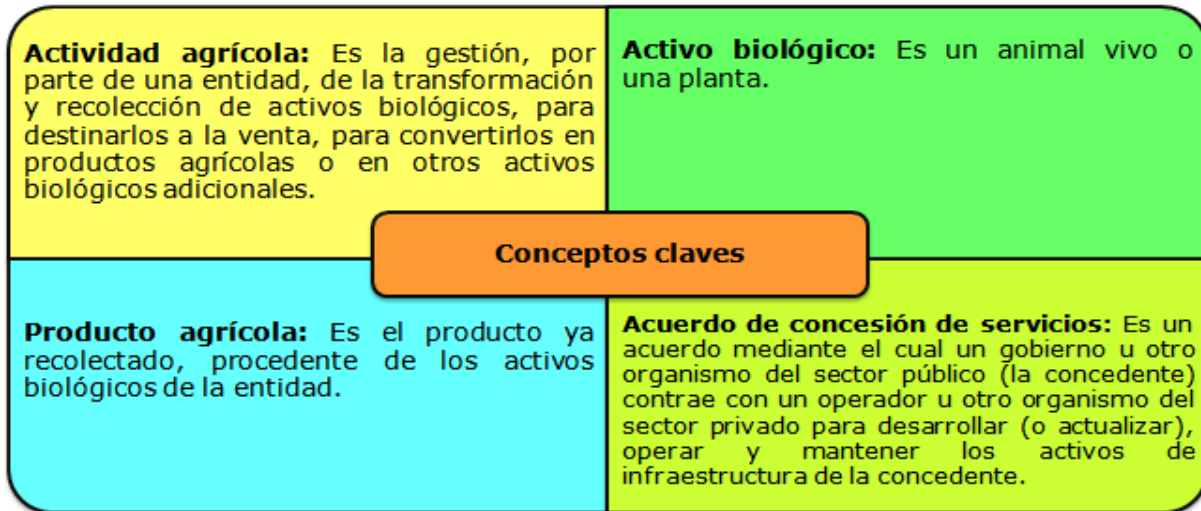 Actividad agrícola: Es la gestión, por
parte de una entidad, de la transformación
y recolección de activos biológicos, para
destinarlos a la venta, para convertirlos en
productos agrícolas o en otros activos
biológicos adicionales.
Activo biológico: Es un animal vivo o
una planta.
Conceptos claves
Producto agrícola: Es el producto ya
recolectado, procedente de los activos
biológicos de la entidad.
Acuerdo de concesión de servicios: Es un
acuerdo mediante el cual un gobierno u otro
organismo del sector público (la concedente)
contrae con un operador u otro organismo del
sector privado para desarrollar (o actualizar),
operar y mantener los activos de
infraestructura de la concedente.